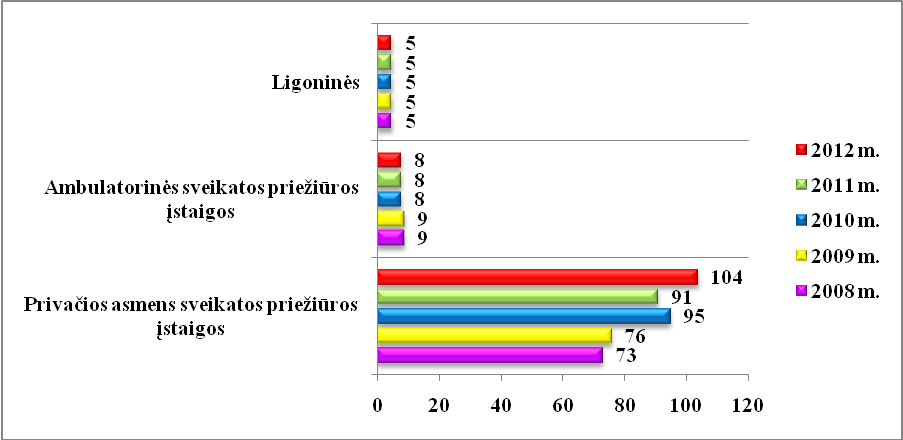 Ligoninės
5
5
5
5
5
Ambulatorinės sveikatos priežiūros
įstaigos
8
8
8
9
9
Privačios asmens sveikatos priežiūros
įstaigos
104
91
95
76
73
0 20 40 60 80 100 120
2012 m.
2011 m.
2010 m.
2009 m.
2008 m.